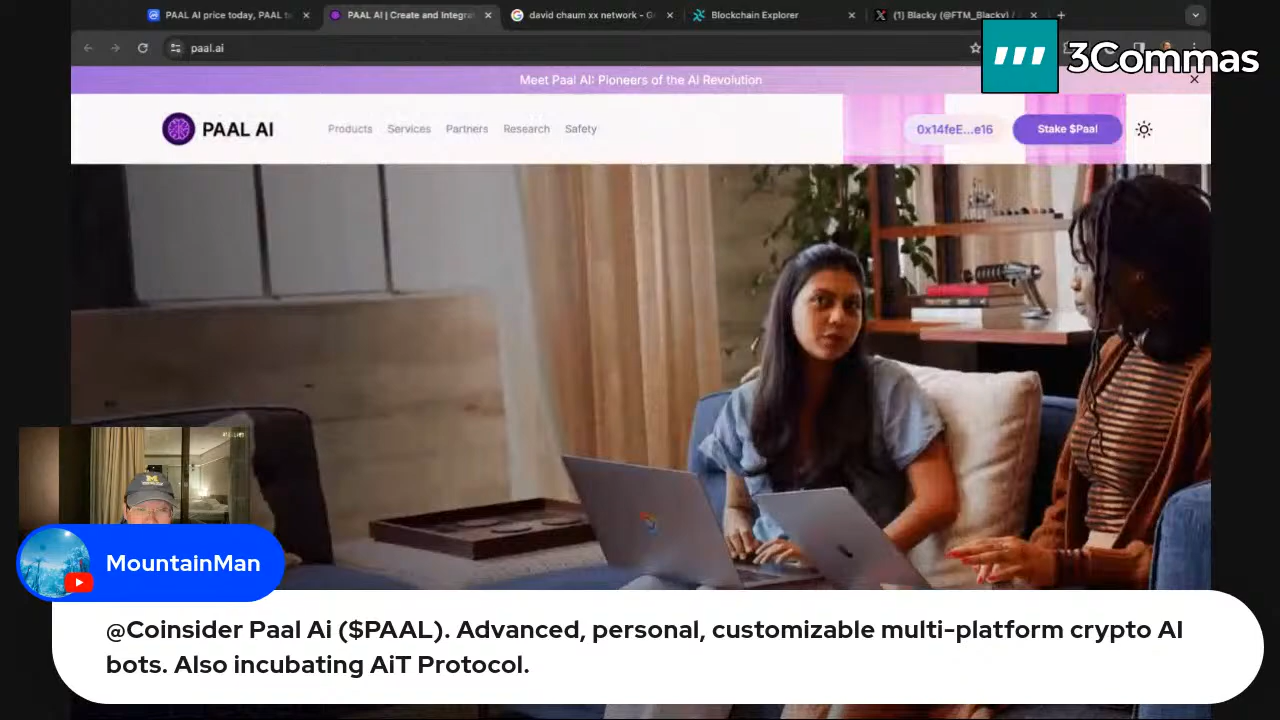 PAAL AI price today, PAAL t
PAAL AI | Create and Integra
david chaum xx network - G
Blockchain Explorer
(1) Blacky (@FTM_Blacky) /
paal.ai
3Commas
Meet Paal AI: Pioneers of the AI Revolution
PAAL AI
Products Services Partners Research Safety
0x14feE...e16
Stake $Paal
MountainMan
@Coinsider Paal Ai ($PAAL). Advanced, personal, customizable multi-platform crypto AI
bots. Also incubating AiT Protocol.